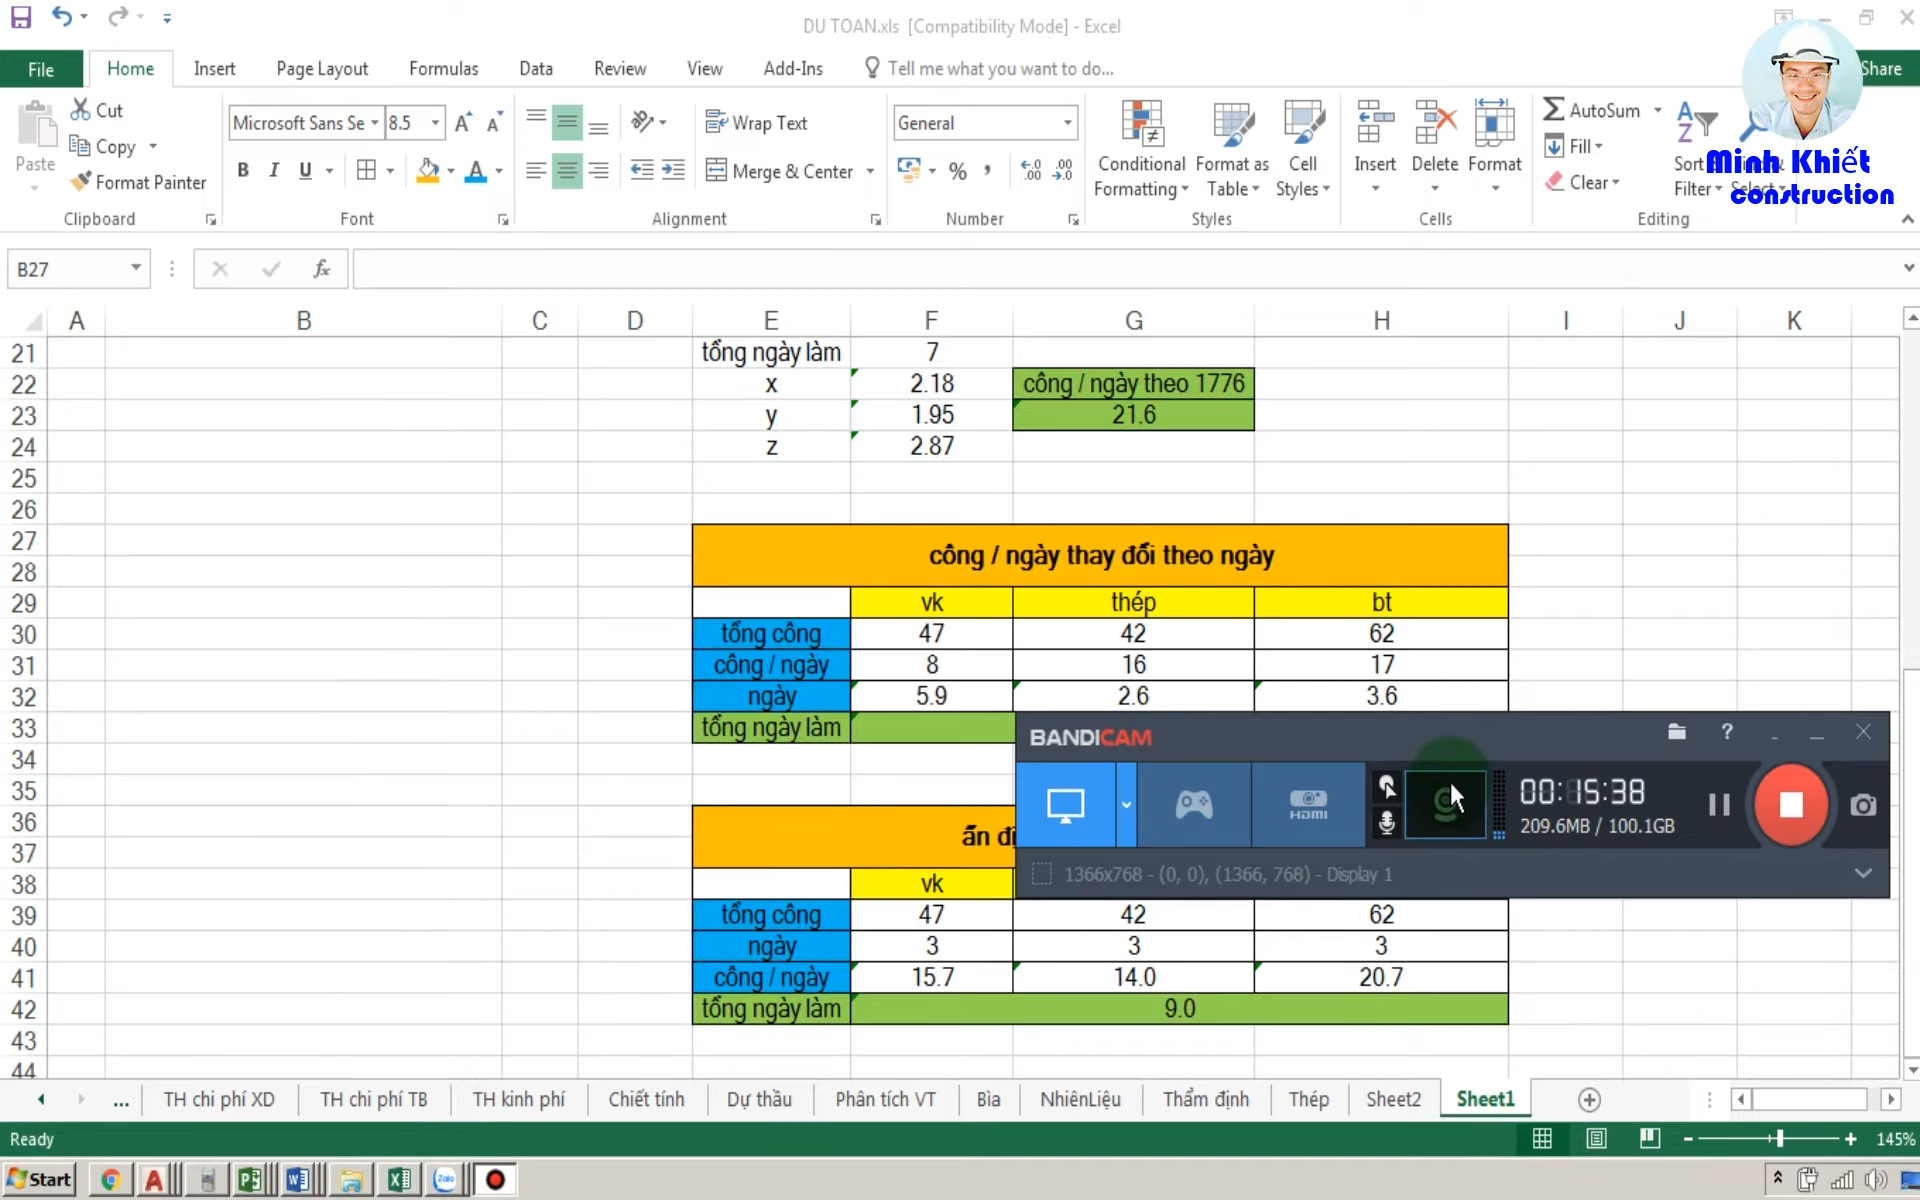 DU TOAN.xls [Compatibility Mode] - Excel
File Home Insert Page Layout Formulas Data Review View Add-Ins Tell me what you want to do... Share
Cut
Copy
Format Painter
Paste
Clipboard
Microsoft Sans Se 8.5
B I U
Font
Wrap Text
Merge & Center
Alignment
General
%
Number
Conditional Formatting
Format as Table
Cell Styles
Styles
Insert Delete Format
Cells
AutoSum
Fill
Clear
Sort
Filter Select
Editing
Minh Khiết
construction
B27 fx
A B C D E F G H I J K
21 tổng ngày làm 7
22 x 2.18 công / ngày theo 1776
23 y 1.95 21.6
24 z 2.87
25
26
27 công / ngày thay đổi theo ngày
28
29 vk thép bt
30 tổng công 47 42 62
31 công / ngày 8 16 17
32 ngày 5.9 2.6 3.6
33 tổng ngày làm
34
35
36 ấn đị
37
38 vk
39 tổng công 47 42 62
40 ngày 3 3 3
41 công / ngày 15.7 14.0 20.7
42 tổng ngày làm 9.0
43
44
BANDICAM ?
HDMI
00:15:38
209.6MB / 100.1GB
1366x768 - (0, 0), (1366, 768) - Display 1
... TH chi phí XD TH chi phí TB TH kinh phí Chiết tính Dự thầu Phân tích VT Bìa NhiênLiệu Thẩm định Thép Sheet2 Sheet1
Ready 145%
Start
Zalo